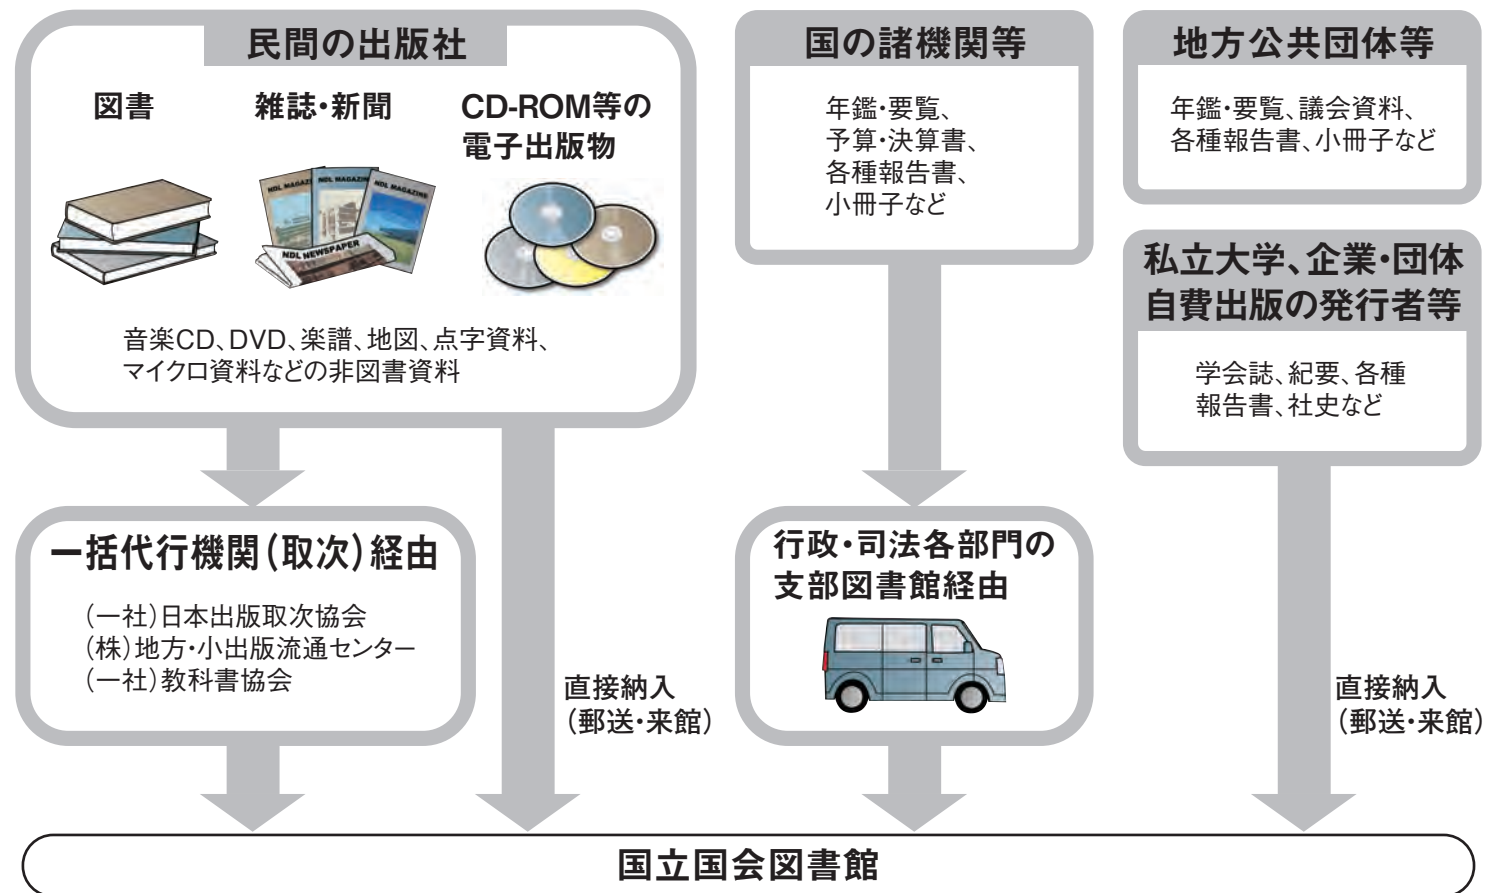 民間の出版社
図書
雑誌・新聞
CD-ROM等の
電子出版物
NDL MAGAZI
NDL MAGAZINE
NDL MAGAZINE
NDL NEWSPAPER
音楽CD、DVD、楽譜、地図、点字資料、
マイクロ資料などの非図書資料
国の諸機関等
年鑑・要覧、
予算・決算書、
各種報告書、
小冊子など
地方公共団体等
年鑑・要覧、議会資料、
各種報告書、小冊子など
私立大学、企業・団体
自費出版の発行者等
学会誌、紀要、各種
報告書、社史など
一括代行機関（取次）経由
（一社）日本出版取次協会
（株）地方・小出版流通センター
（一社）教科書協会
直接納入
（郵送・来館）
行政・司法各部門の
支部図書館経由
直接納入
（郵送・来館）
国立国会図書館